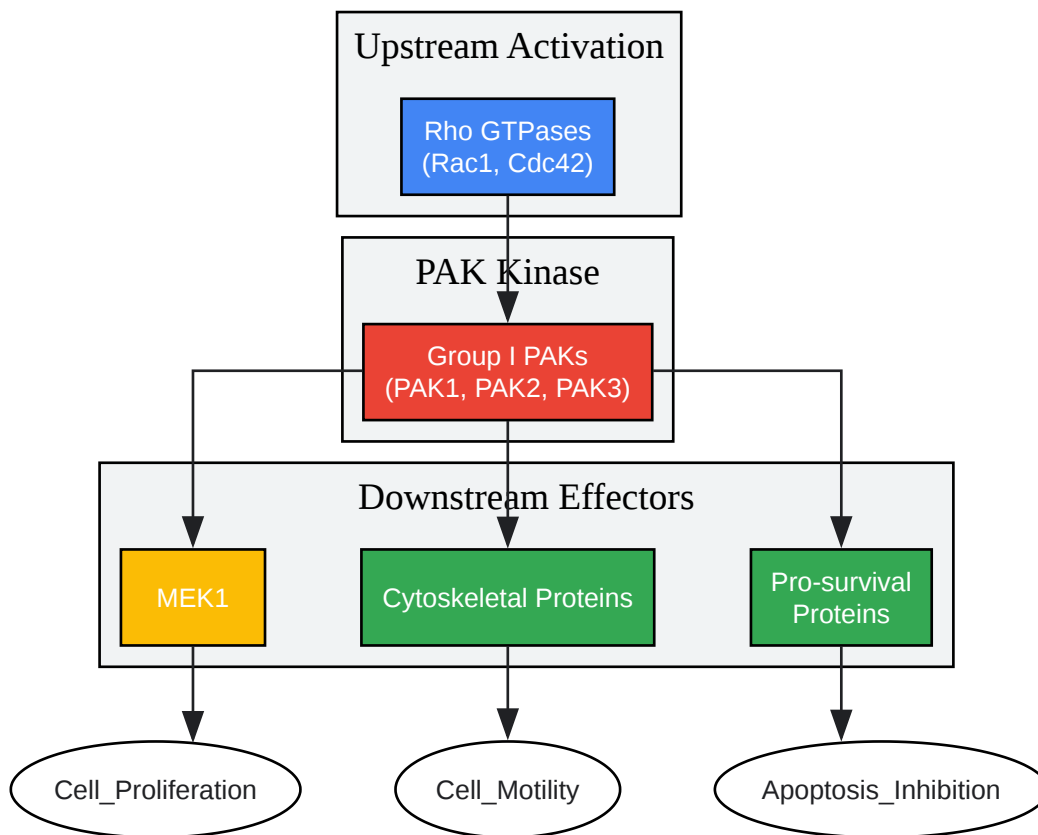 Upstream Activation
Rho GTPases
(Rac1, Cdc42)
PAK Kinase
Group I PAKs
(PAK1, PAK2, PAK3)
Downstream Effectors
MEK1
Cytoskeletal Proteins
Pro-survival
Proteins
Cell_Proliferation
Cell_Motility
Apoptosis_Inhibition